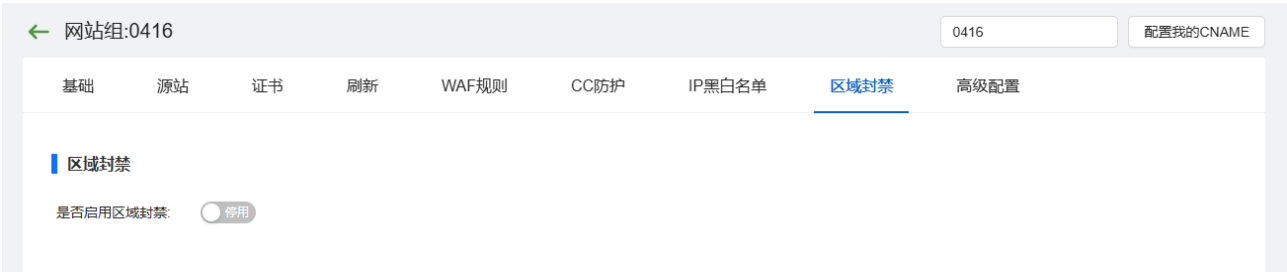 网站组:0416 0416 配置我的CNAME
基础 源站 证书 刷新 WAF规则 CC防护 IP黑白名单 区域封禁 高级配置
区域封禁
是否启用区域封禁: 停用